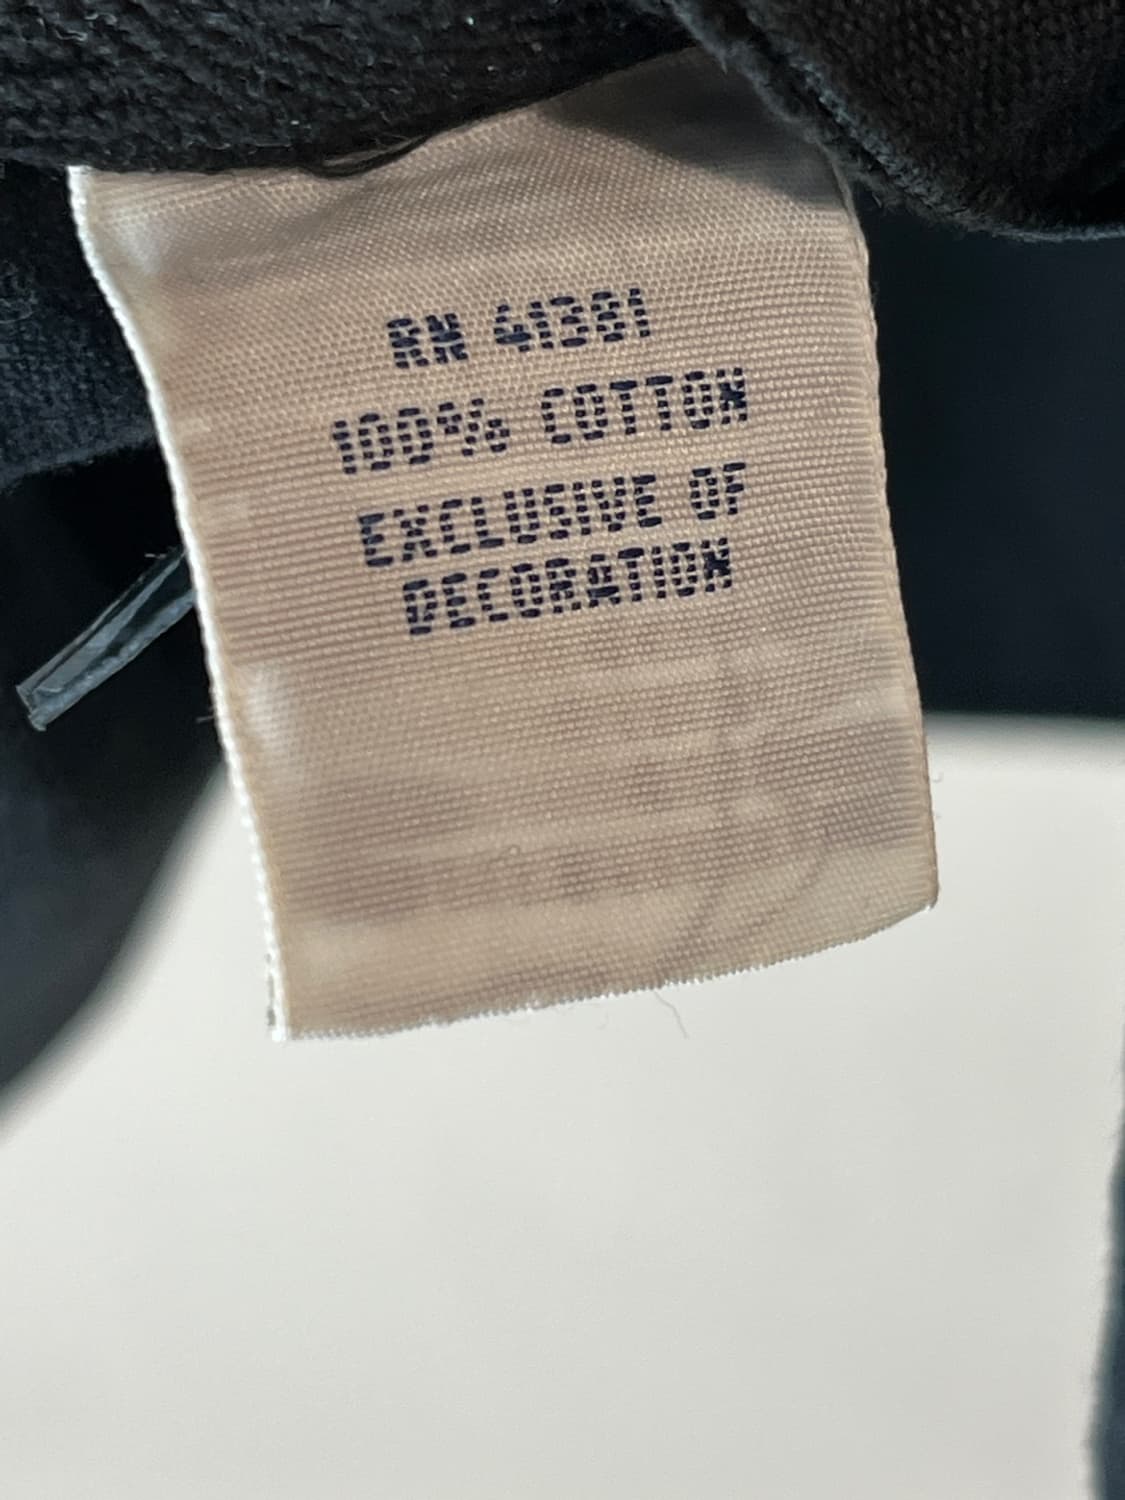 RN 41381
100% COTTON
EXCLUSIVE OF
DECORATION